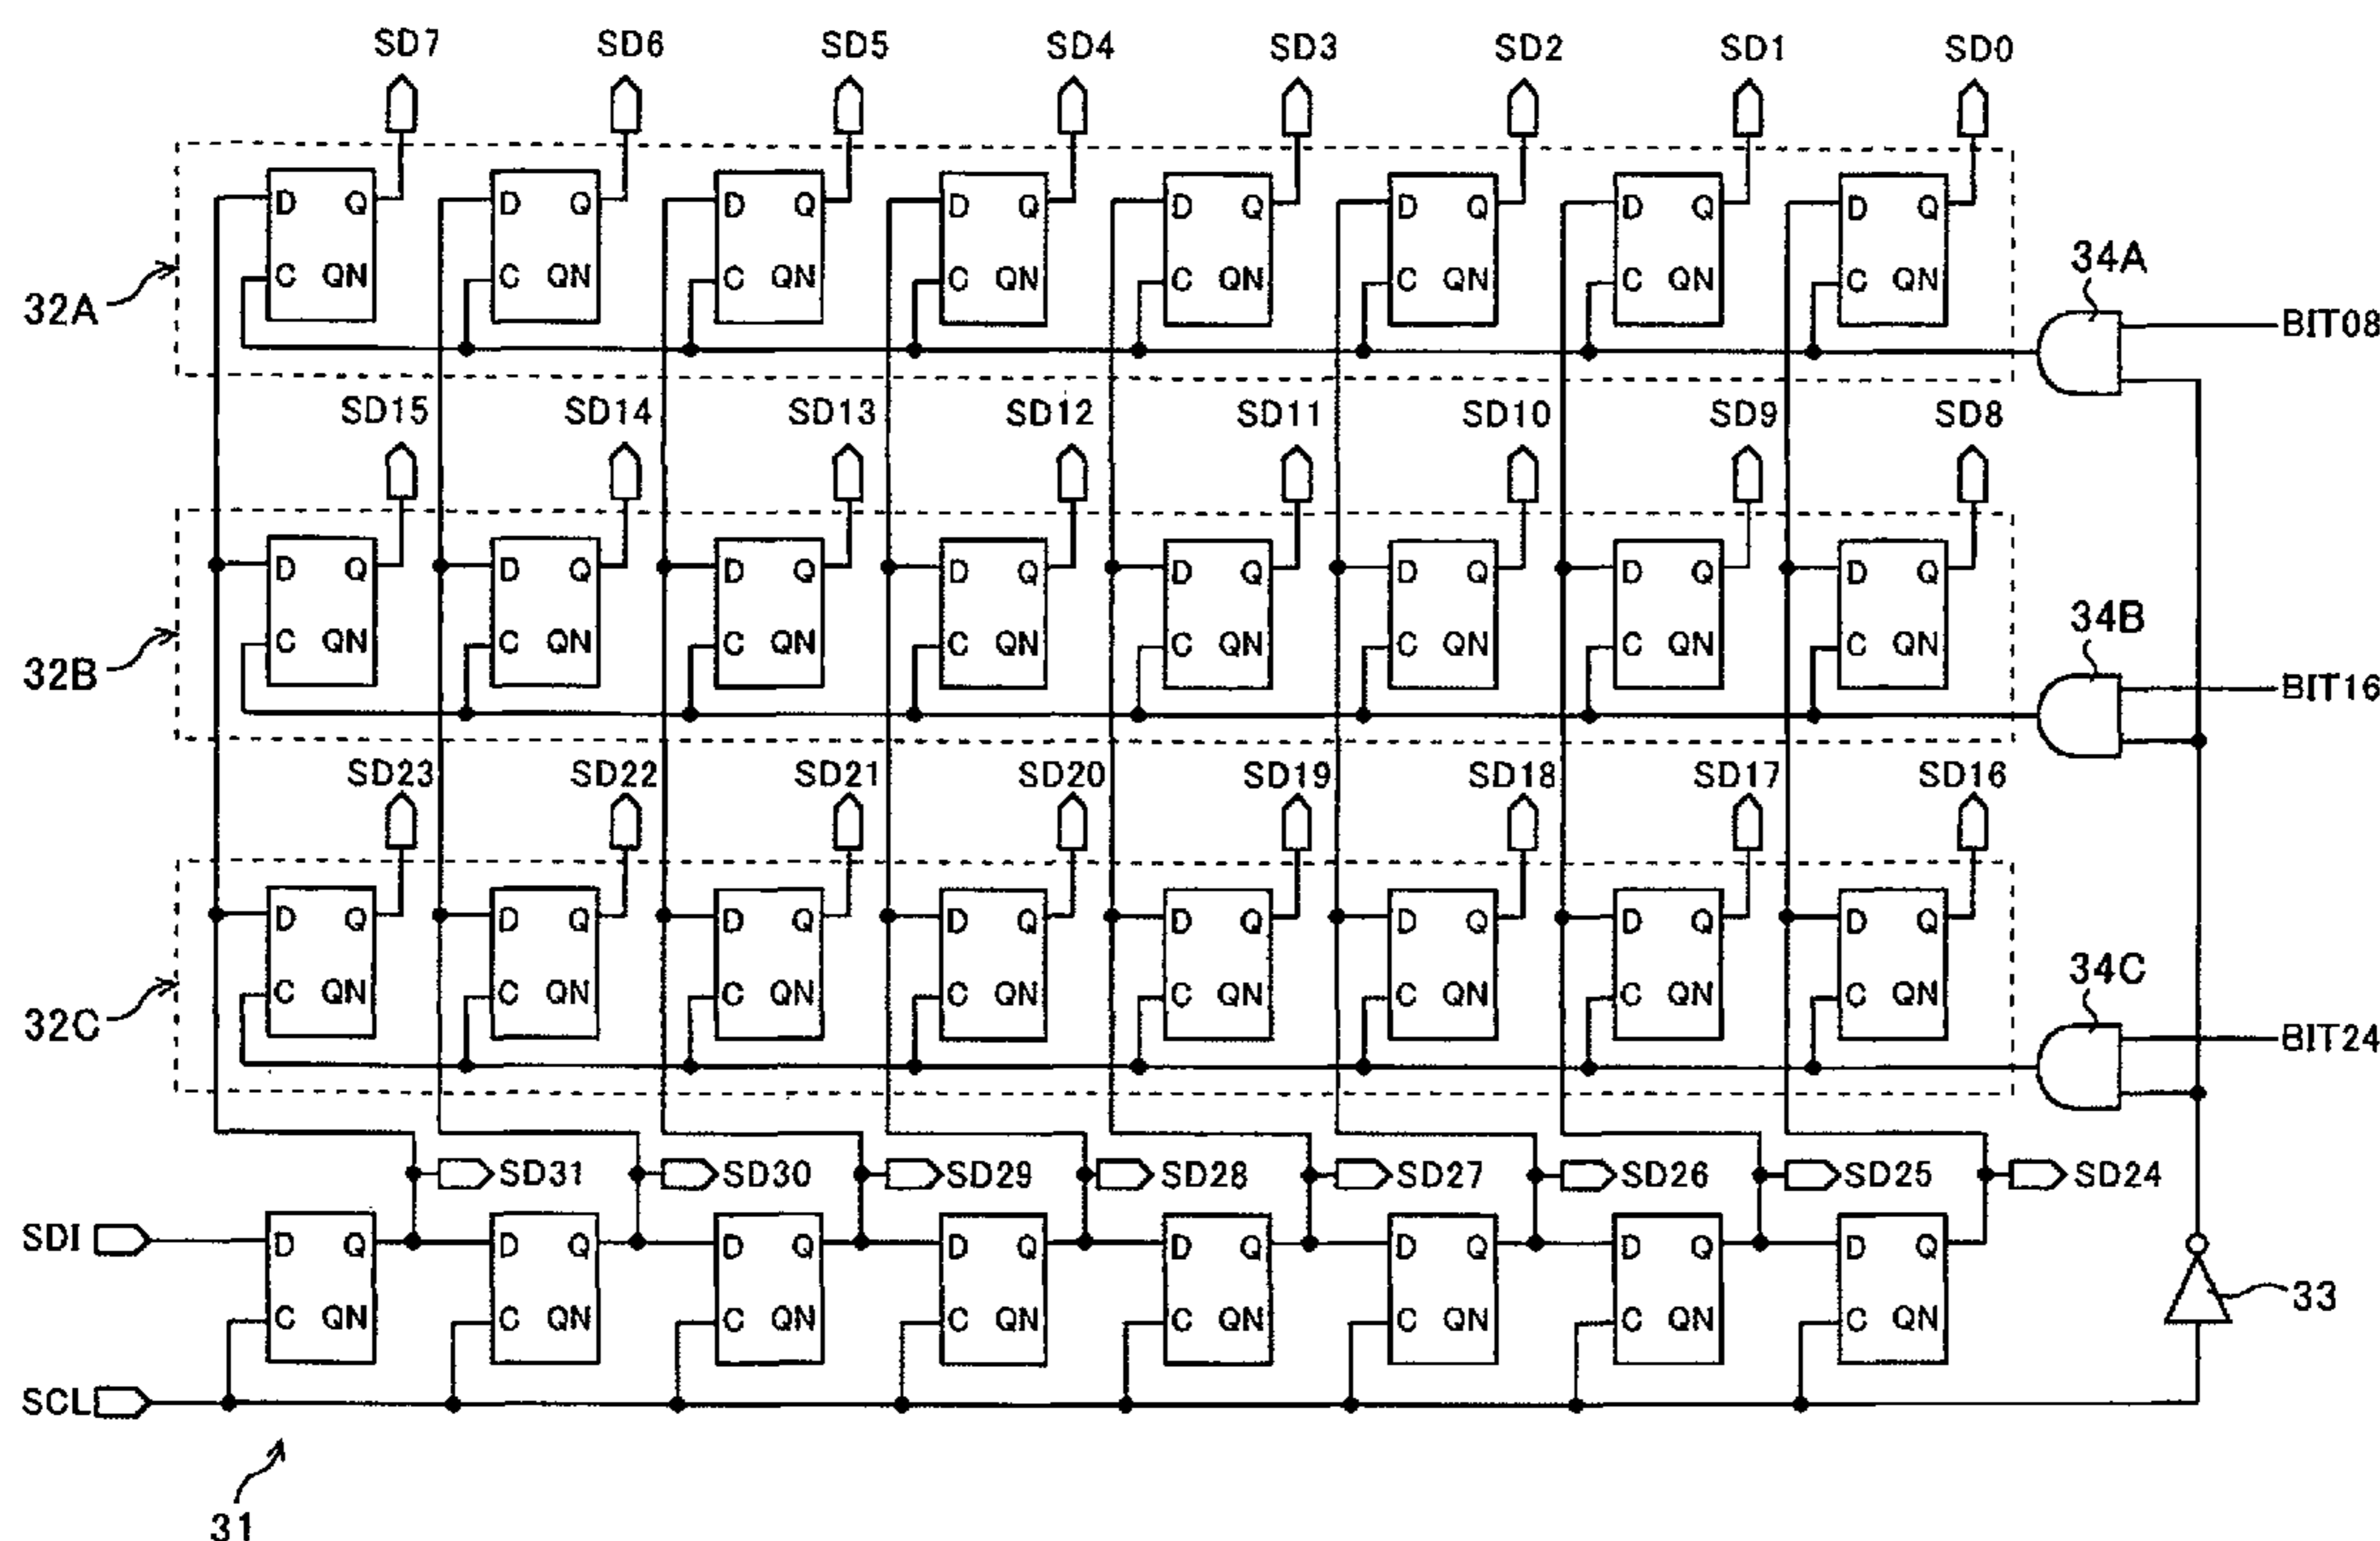 SD7 SD6 SD5 SD4 SD3 SD2 SD1 SD0
D Q D Q D Q D Q D Q D Q D Q D Q
34A
C QN C QN C QN C QN C QN C QN C QN C QN
32A
BIT08
SD15 SD14 SD13 SD12 SD11 SD10 SD9 SD8
D Q D Q D Q D Q D Q D Q D Q D Q
34B
C QN C QN C QN C QN C QN C QN C QN C QN
32B
BIT16
SD23 SD22 SD21 SD20 SD19 SD18 SD17 SD16
D Q D Q D Q D Q D Q D Q D Q D Q
34C
C QN C QN C QN C QN C QN C QN C QN C QN
32C
BIT24
SD31 SD30 SD29 SD28 SD27 SD26 SD25 SD24
SDI D Q D Q D Q D Q D Q D Q D Q D Q
C QN C QN C QN C QN C QN C QN C QN C QN
33
SCL
31